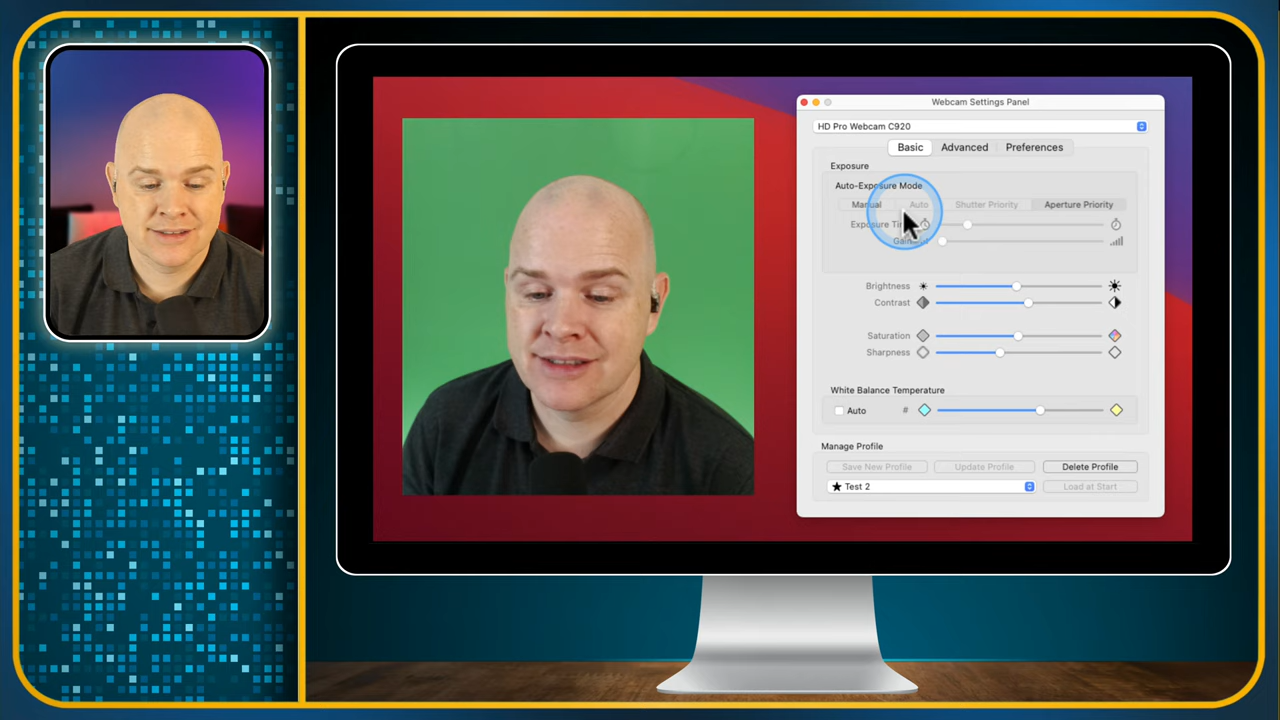 Webcam Settings Panel
HD Pro Webcam C920
Basic Advanced Preferences
Exposure
Auto-Exposure Mode
Manual Auto Shutter Priority Aperture Priority
Exposure
Gain
Brightness
Contrast
Saturation
Sharpness
White Balance Temperature
Auto #
Manage Profile
Save New Profile Update Profile Delete Profile
★ Test 2 Load at Start